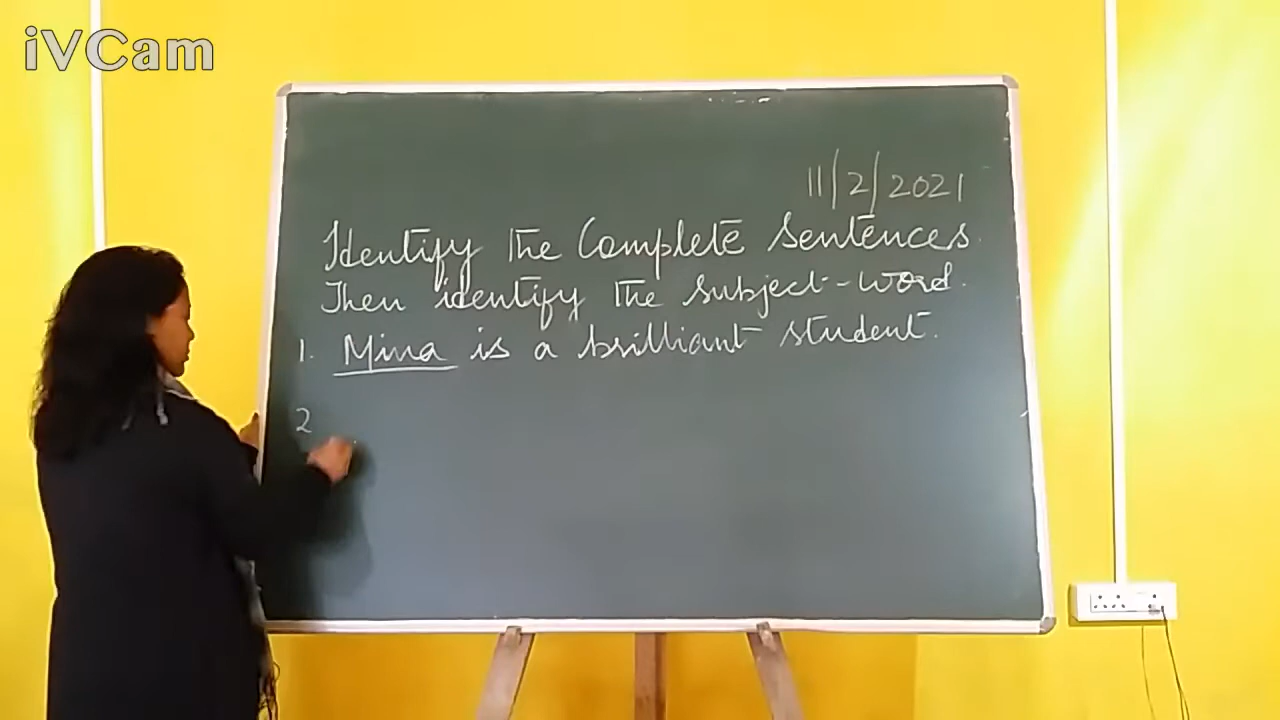 iVCam
11/2/2021
Identify the Complete Sentences.
Then identify the subject-word.
1. Mina is a brilliant student.
2